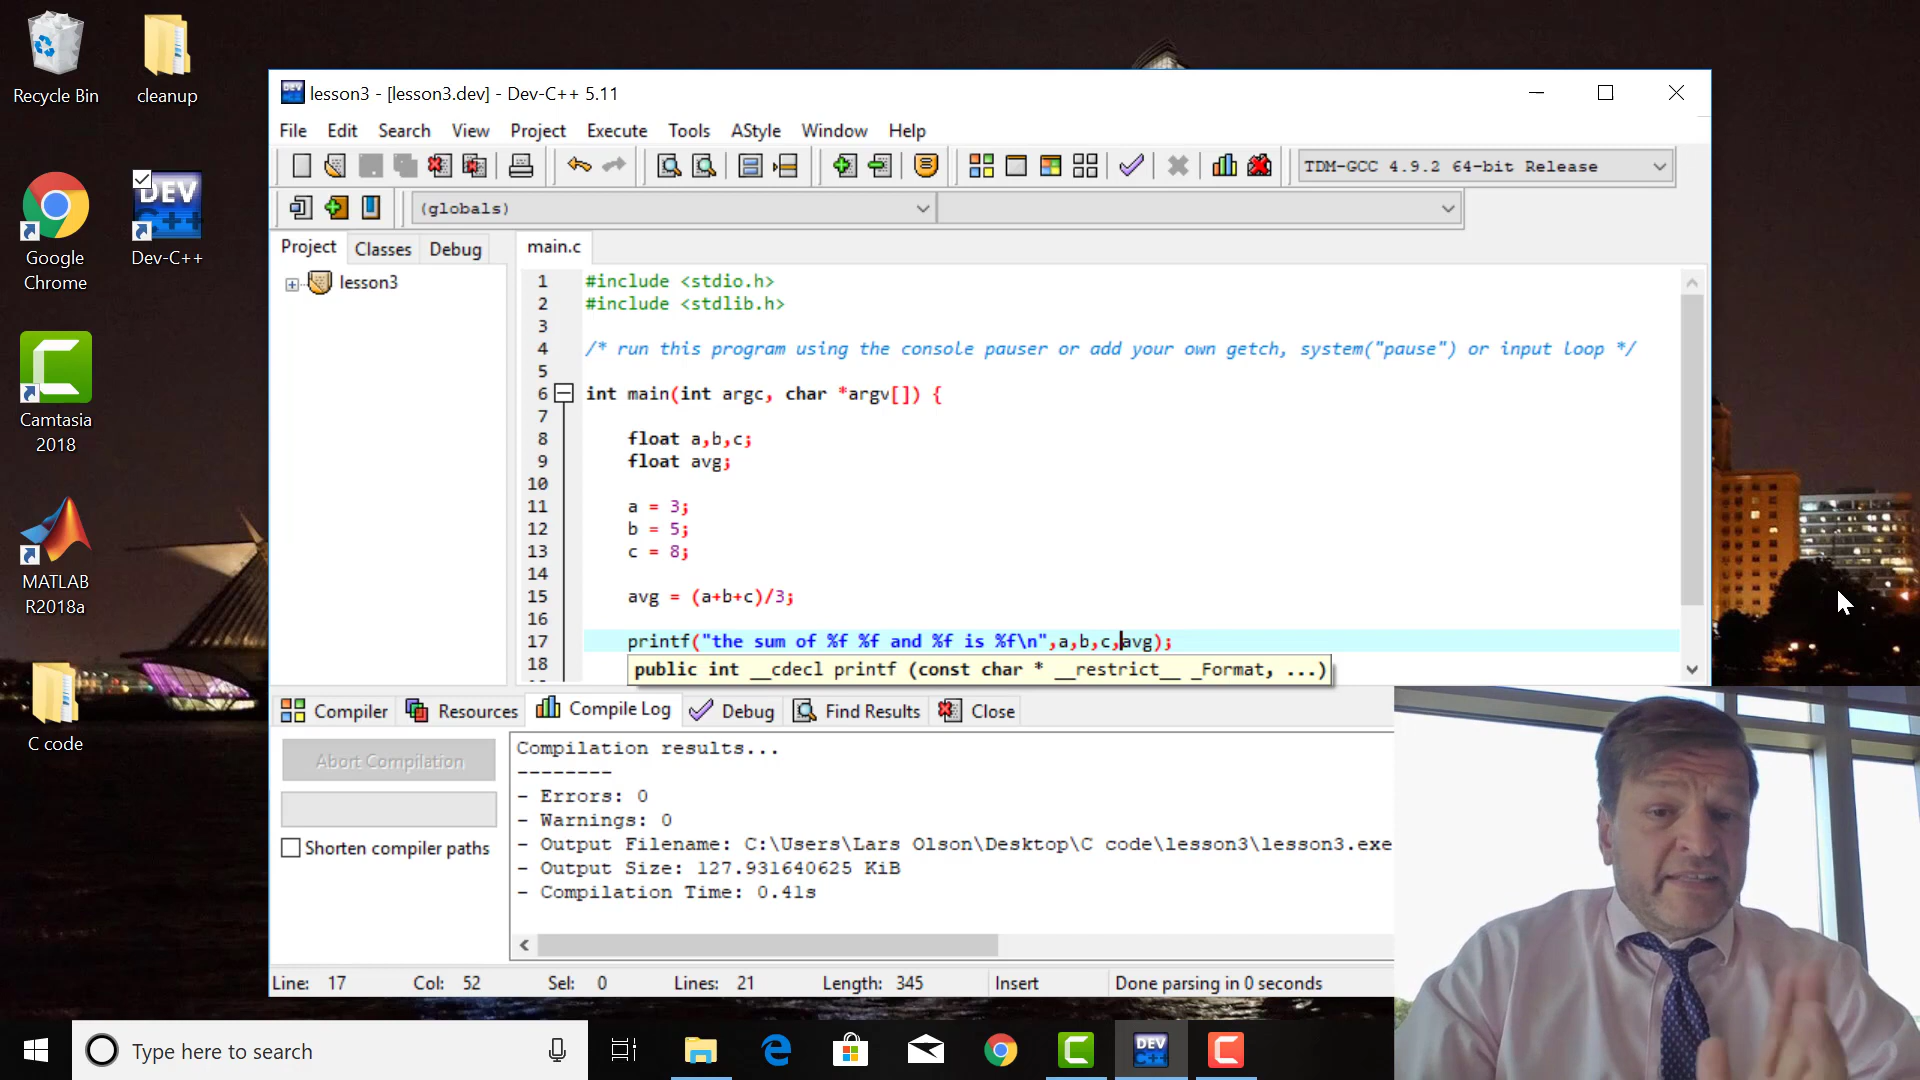 Recycle Bin
cleanup
Google
Chrome
DEV
C++
Dev-C++
Camtasia
2018
MATLAB
R2018a
C code
lesson3 - [lesson3.dev] - Dev-C++ 5.11
File Edit Search View Project Execute Tools AStyle Window Help
TDM-GCC 4.9.2 64-bit Release
(globals)
Project Classes Debug
main.c
lesson3
1 #include <stdio.h>
2 #include <stdlib.h>
3
4 /* run this program using the console pauser or add your own getch, system("pause") or input loop */
5
6 int main(int argc, char *argv[]) {
7
8 float a,b,c;
9 float avg;
10
11 a = 3;
12 b = 5;
13 c = 8;
14
15 avg = (a+b+c)/3;
16
17 printf("the sum of %f %f and %f is %f\n",a,b,c,avg);
18 public int __cdecl printf (const char * __restrict__ _Format, ...)
Compiler Resources Compile Log Debug Find Results Close
Abort Compilation
Shorten compiler paths
Compilation results...
--------
- Errors: 0
- Warnings: 0
- Output Filename: C:\Users\Lars Olson\Desktop\C code\lesson3\lesson3.exe
- Output Size: 127.931640625 KiB
- Compilation Time: 0.41s
Line: 17 Col: 52 Sel: 0 Lines: 21 Length: 345 Insert Done parsing in 0 seconds
Type here to search
DEV
C++